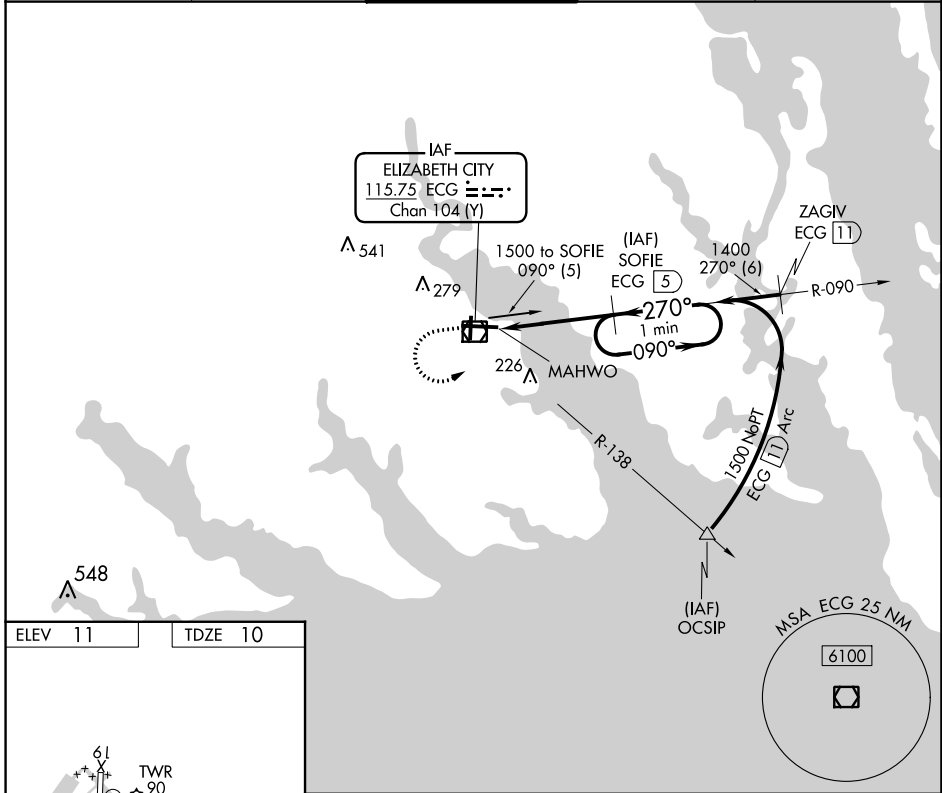 IAF
ELIZABETH CITY
115.75 ECG
Chan 104 (Y)
541
279
1500 to SOFIE
090° (5)
(IAF)
SOFIE
ECG 5
1400
270° (6)
ZAGIV
ECG 11
R-090
270°
1 min
090°
226
MAHWO
R-138
1500 NoPT
ECG 11 Arc
(IAF)
OCSIP
548
MSA ECG 25 NM
6100
ELEV 11
TDZE 10
19
TWR
90